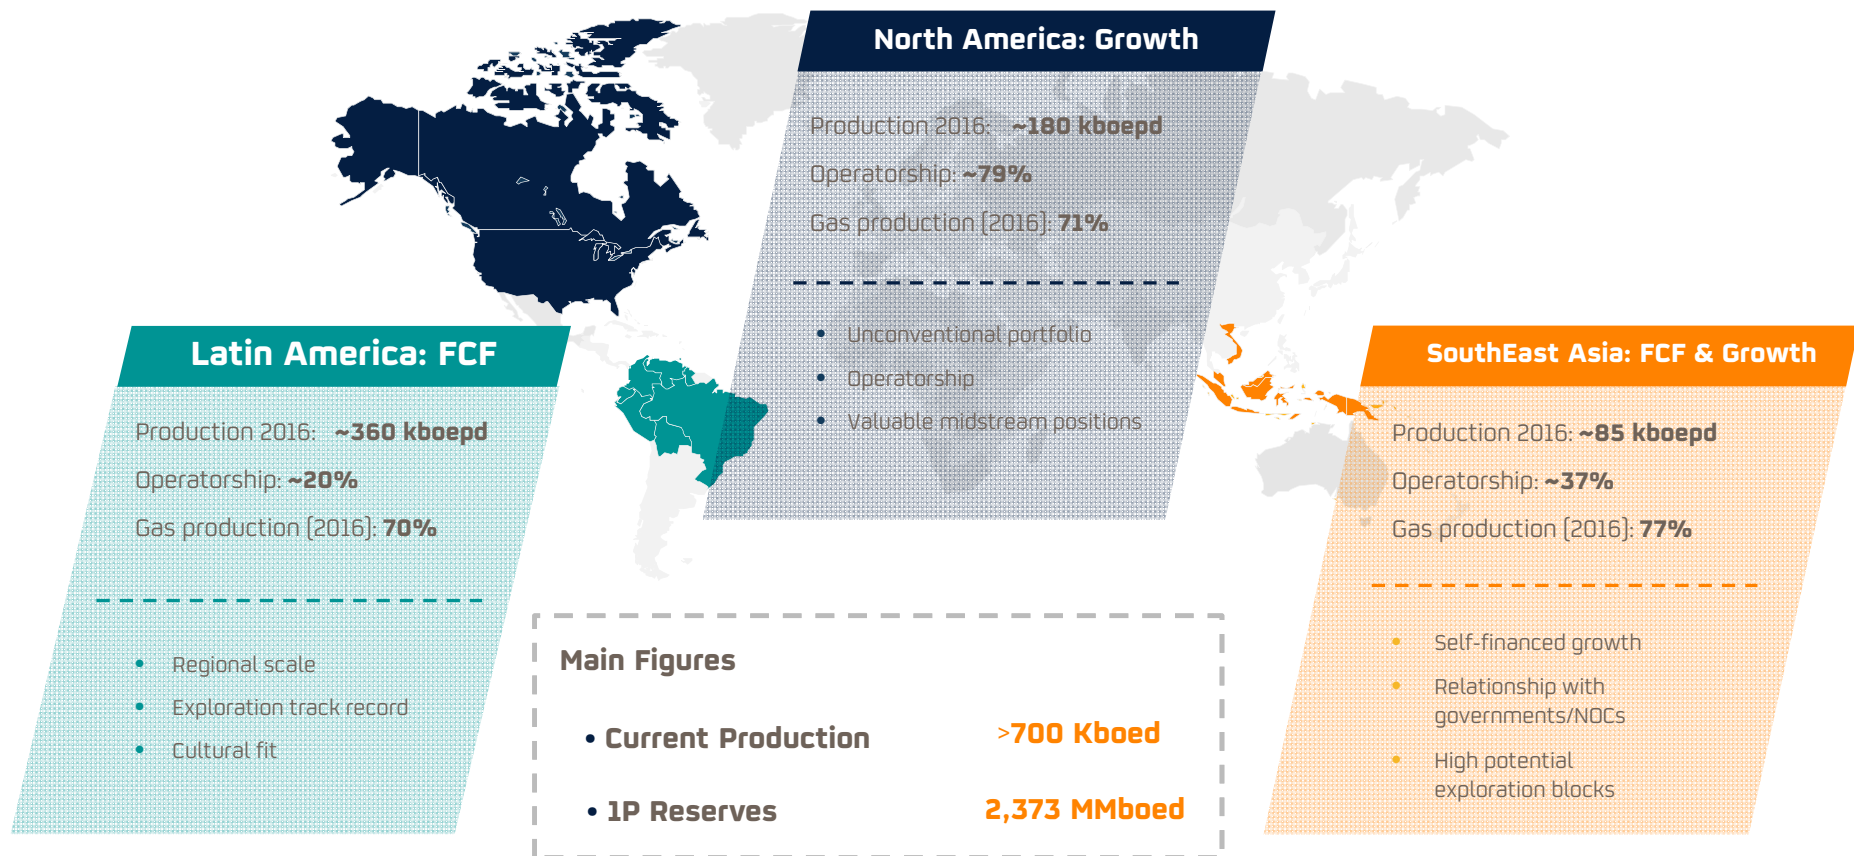 North America: Growth
Production 2016: ~180 kboepd
Operatorship: ~79%
Gas production (2016): 71%
• Unconventional portfolio
• Operatorship
• Valuable midstream positions
Latin America: FCF
Production 2016: ~360 kboepd
Operatorship: ~20%
Gas production (2016): 70%
• Regional scale
• Exploration track record
• Cultural fit
SouthEast Asia: FCF & Growth
Production 2016: ~85 kboepd
Operatorship: ~37%
Gas production (2016): 77%
• Self-financed growth
• Relationship with
governments/NOCs
• High potential
exploration blocks
Main Figures
• Current Production >700 Kboed
• 1P Reserves 2,373 MMboed